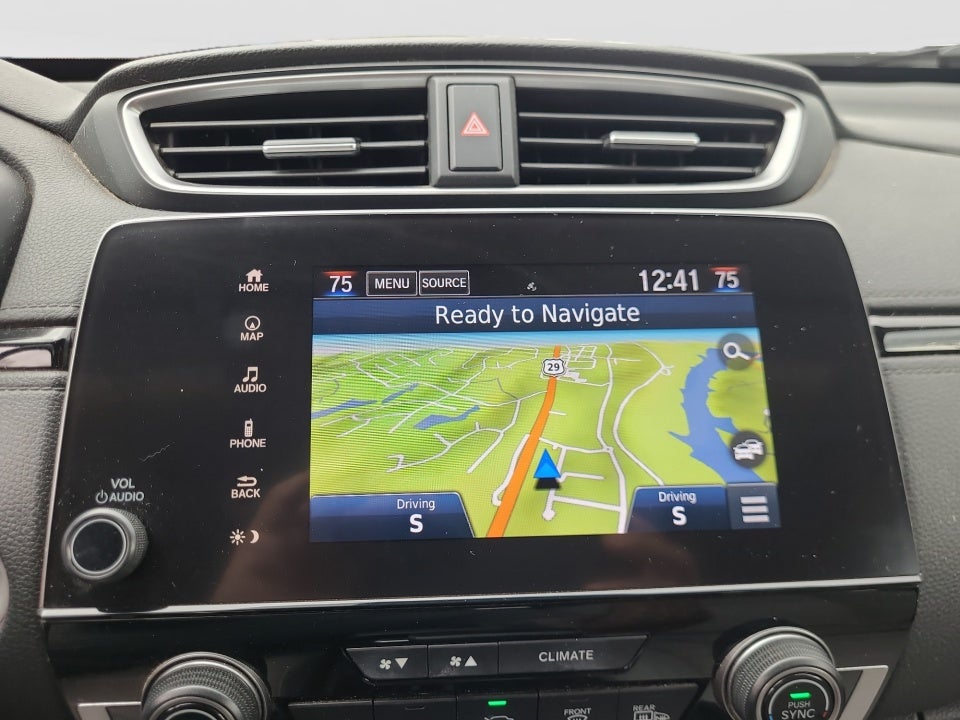 HOME
MAP
AUDIO
PHONE
BACK
VOL
AUDIO
75 MENU SOURCE 12:41 75
Ready to Navigate
29
Driving
S
Driving
S
CLIMATE
FRONT
REAR
PUSH
SYNC